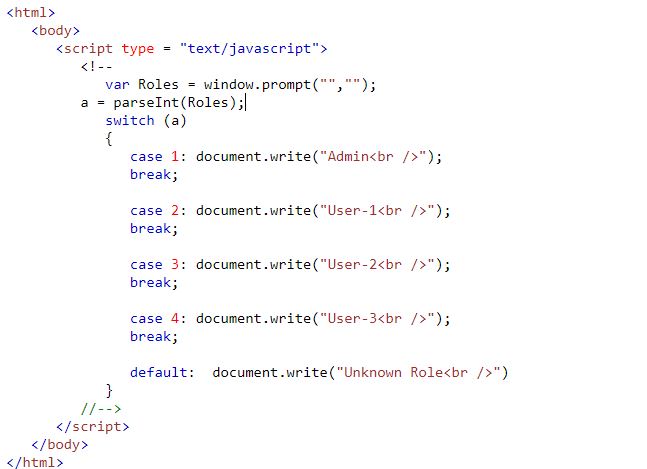 <html>
<body>
<script type = "text/javascript">
<!--
var Roles = window.prompt("","");
a = parseInt(Roles);
switch (a)
{
case 1: document.write("Admin<br />");
break;
case 2: document.write("User-1<br />");
break;
case 3: document.write("User-2<br />");
break;
case 4: document.write("User-3<br />");
break;
default:  document.write("Unknown Role<br />")
}
//-->
</script>
</body>
</html>